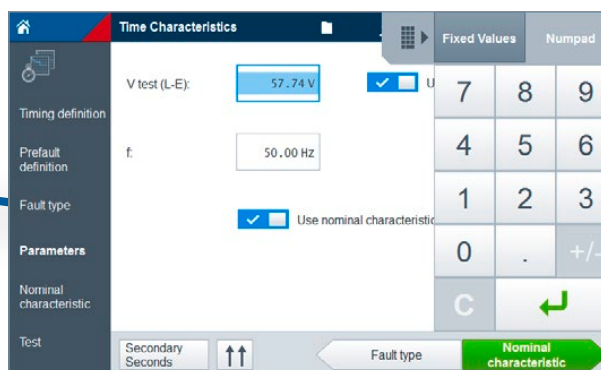 Time Characteristics
Fixed Values
Numpad
V test (L-E):
57.74 V
U
7 8 9
Timing definition
Prefault
definition
f:
50.00 Hz
4 5 6
Fault type
Use nominal characteristic
1 2 3
Parameters
0 . +/-
Nominal
characteristic
C
Test
Secondary
Seconds
Fault type
Nominal
characteristic